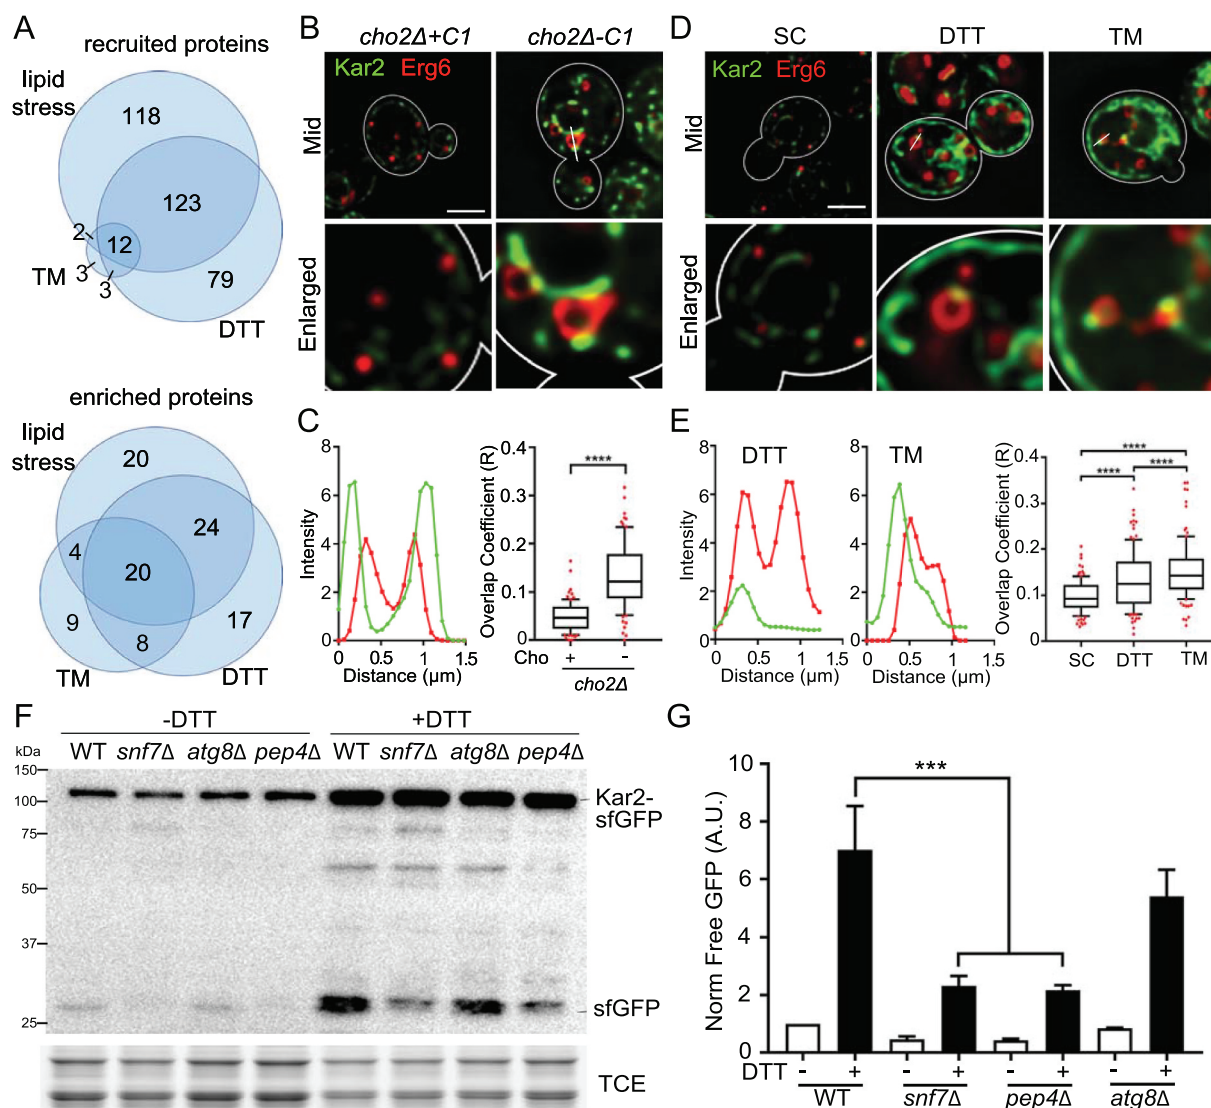 A
recruited proteins
lipid
stress
118
123
2
12
TM
3
3
79
DTT
enriched proteins
lipid
stress
20
24
4
20
9
8
17
TM
DTT
B
cho2Δ+C1
cho2Δ-C1
Kar2 Erg6
Mid
Enlarged
C
Intensity
8
6
4
2
0
0
0.5
1
1.5
Distance (µm)
Overlap Coefficient (R)
0.4
0.3
0.2
0.1
0
****
Cho
+
-
cho2Δ
D
SC
DTT
TM
Kar2 Erg6
Mid
Enlarged
E
Intensity
8
6
4
2
0
DTT
0
0.5
1
1.5
Distance (µm)
8
6
4
2
0
TM
0
0.5
1
1.5
Distance (µm)
Overlap Coefficient (R)
0.4
0.3
0.2
0.1
0
****
****
****
SC
DTT
TM
F
-DTT
+DTT
kDa
WT snf7Δ atg8Δ pep4Δ WT snf7Δ atg8Δ pep4Δ
150
100
75
50
37
25
Kar2-
sfGFP
sfGFP
TCE
G
Norm Free GFP (A.U.)
10
8
6
4
2
0
***
DTT - + - + - + - +
WT snf7Δ pep4Δ atg8Δ